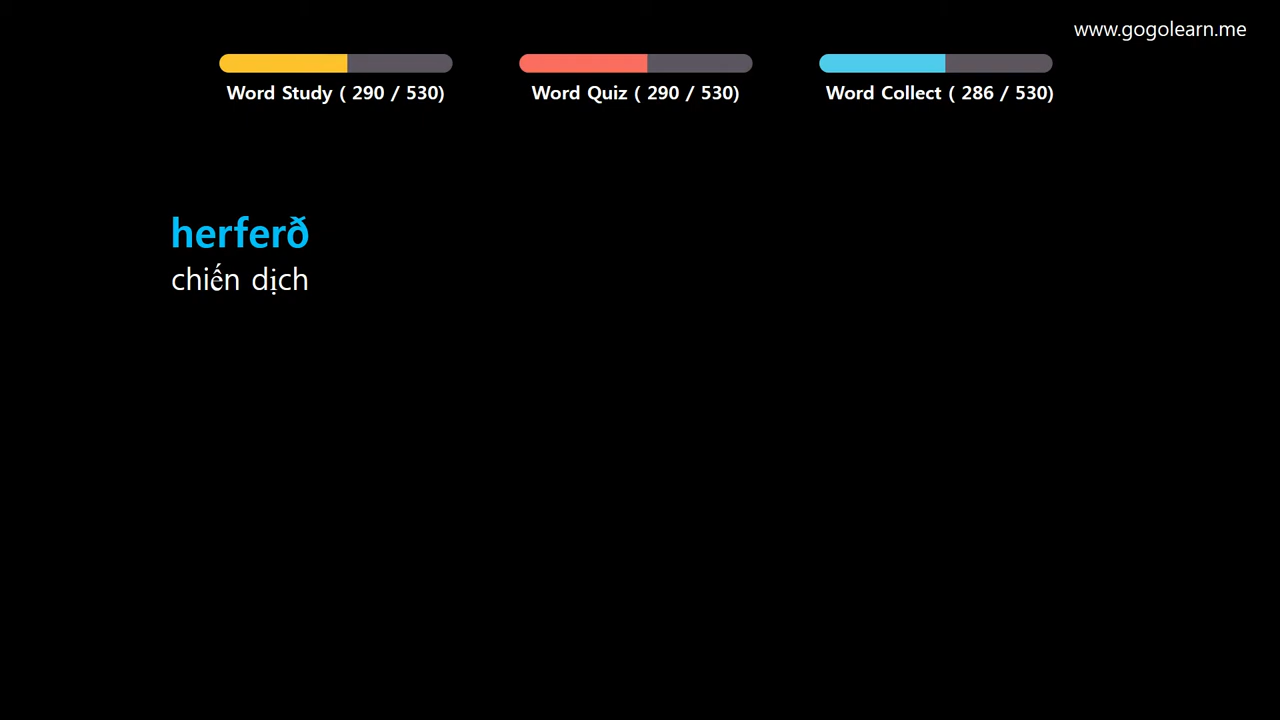 www.gogolearn.me
Word Study ( 290 / 530)
Word Quiz ( 290 / 530)
Word Collect ( 286 / 530)
herferð
chiến dịch